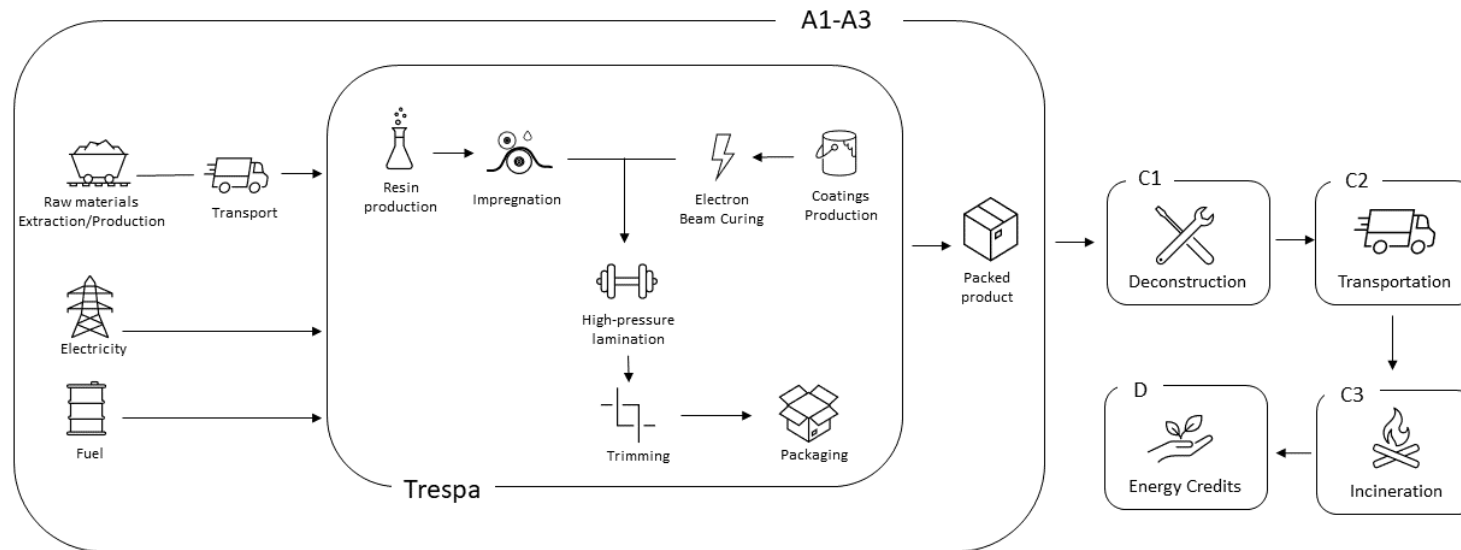 A1-A3
Raw materials
Extraction/Production
Transport
Electricity
Fuel
Resin
production
Impregnation
Electron
Beam Curing
Coatings
Production
High-pressure
lamination
Trimming
Packaging
Trespa
Packed
product
C1
Deconstruction
C2
Transportation
D
Energy Credits
C3
Incineration